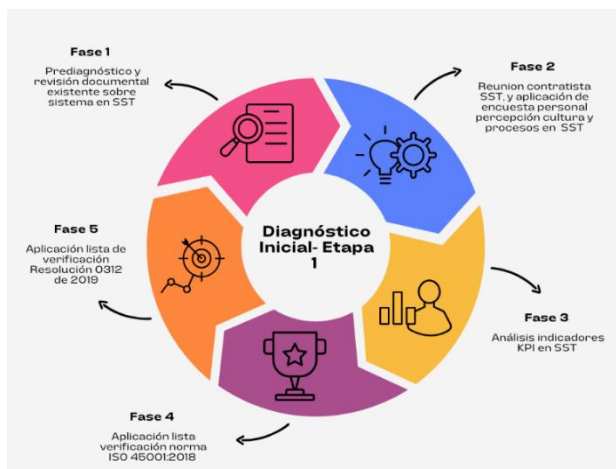 Fase 1
Prediagnóstico y
revisión documental
existente sobre
sistema en SST
Fase 2
Reunion contratista
SST, y aplicación de
encuesta personal
percepción cultura y
procesos en SST
Diagnóstico
Inicial- Etapa
1
Fase 5
Aplicación lista de
verificación
Resolución 0312
de 2019
Fase 3
Análisis indicadores
KPI en SST
Fase 4
Aplicación lista
verificación norma
ISO 45001:2018